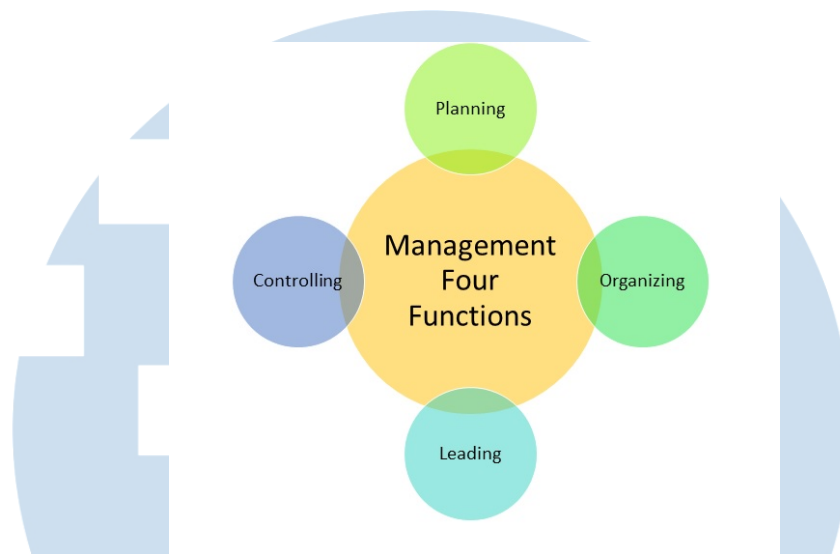 Planning
Controlling
Management
Four
Functions
Organizing
Leading